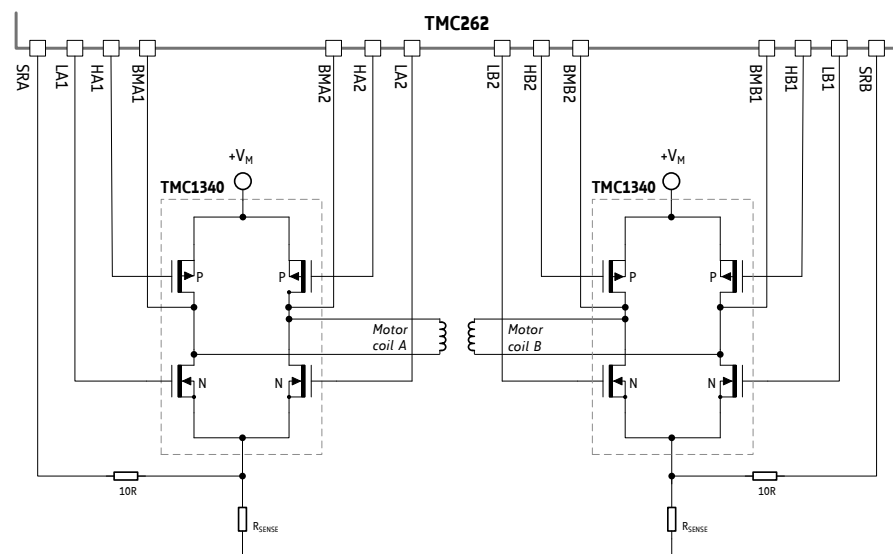 TMC262
SRA
LA1
HA1
BMA1
BMA2
HA2
LA2
LB2
HB2
BMB2
BMB1
HB1
LB1
SRB
+VM
TMC1340
P
P
Motor
coil A
N
N
10R
RSENSE
+VM
TMC1340
P
P
Motor
coil B
N
N
10R
RSENSE